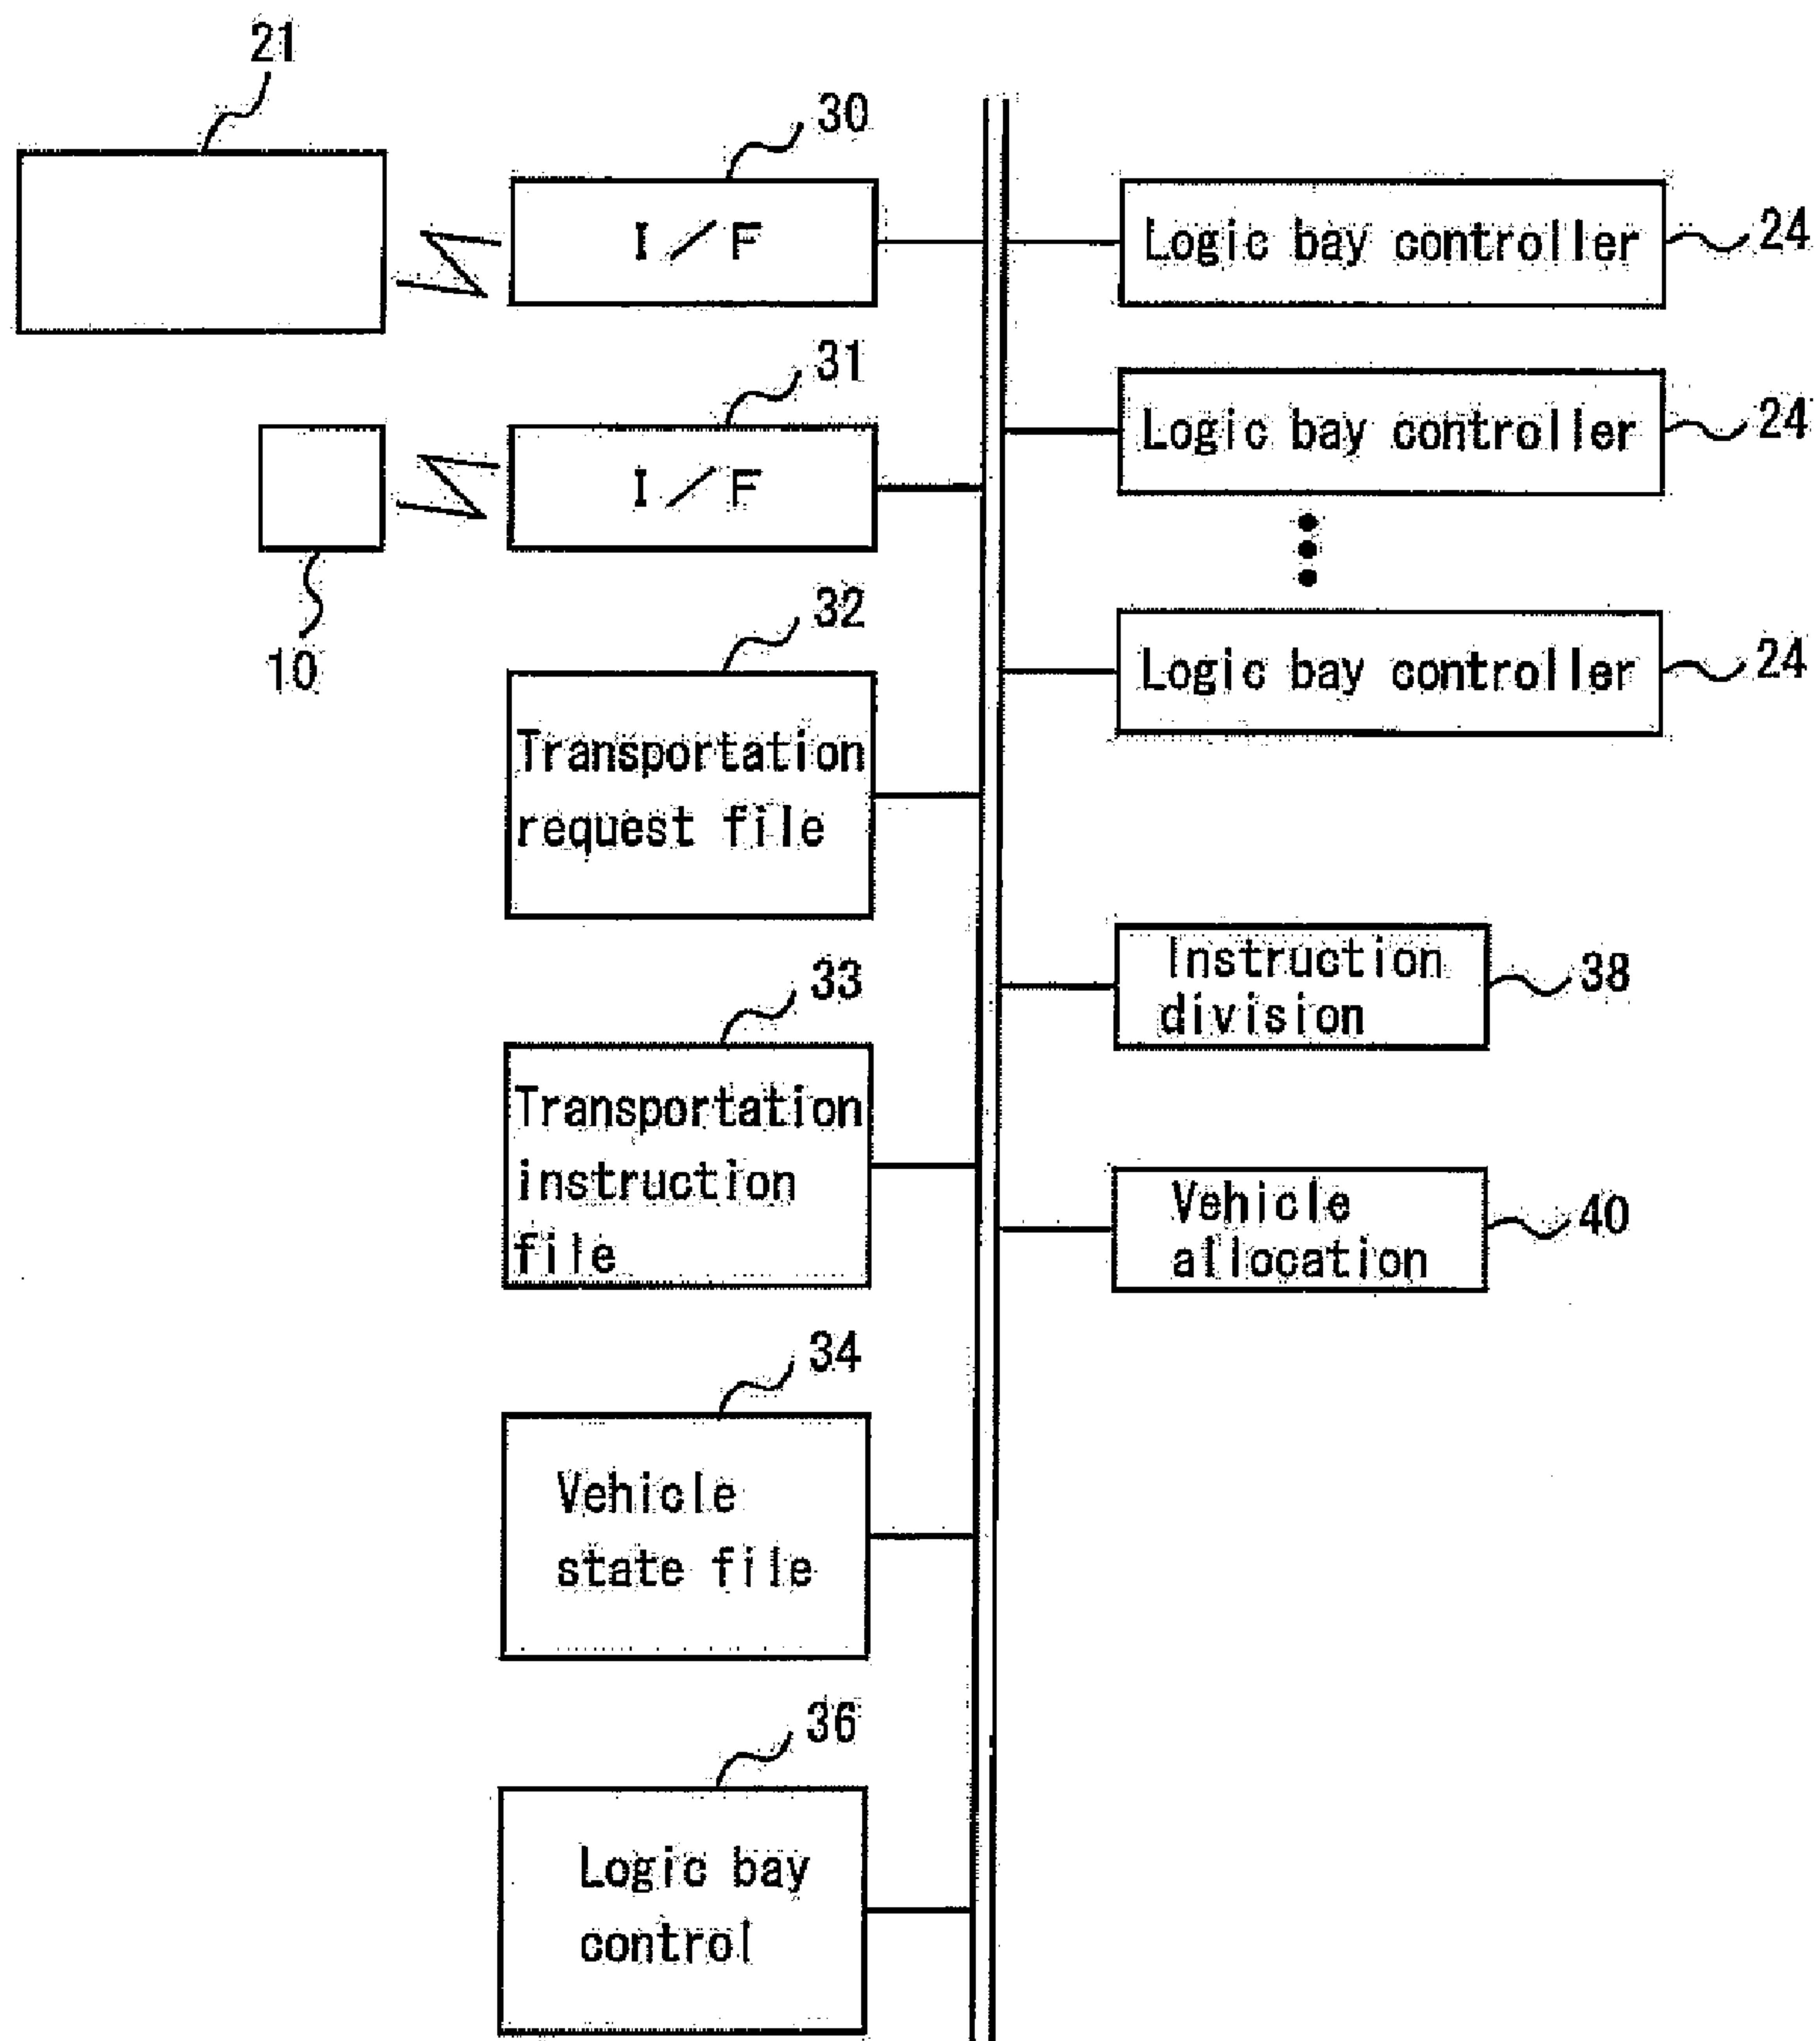 21
30
I/F
Logic bay controller
24
31
I/F
Logic bay controller
24
10
32
Transportation
request file
Logic bay controller
24
33
Transportation
instruction
file
Instruction
division
38
Vehicle
allocation
40
34
Vehicle
state file
36
Logic bay
control